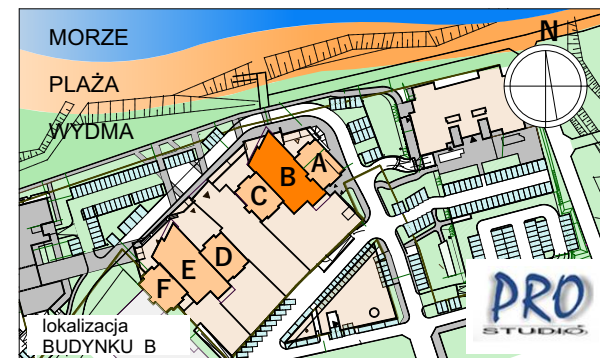 MORZE
N
PLAŻA
WYDMA
A
B
C
D
E
F
lokalizacja
BUDYNKU B
PRO
STUDIO